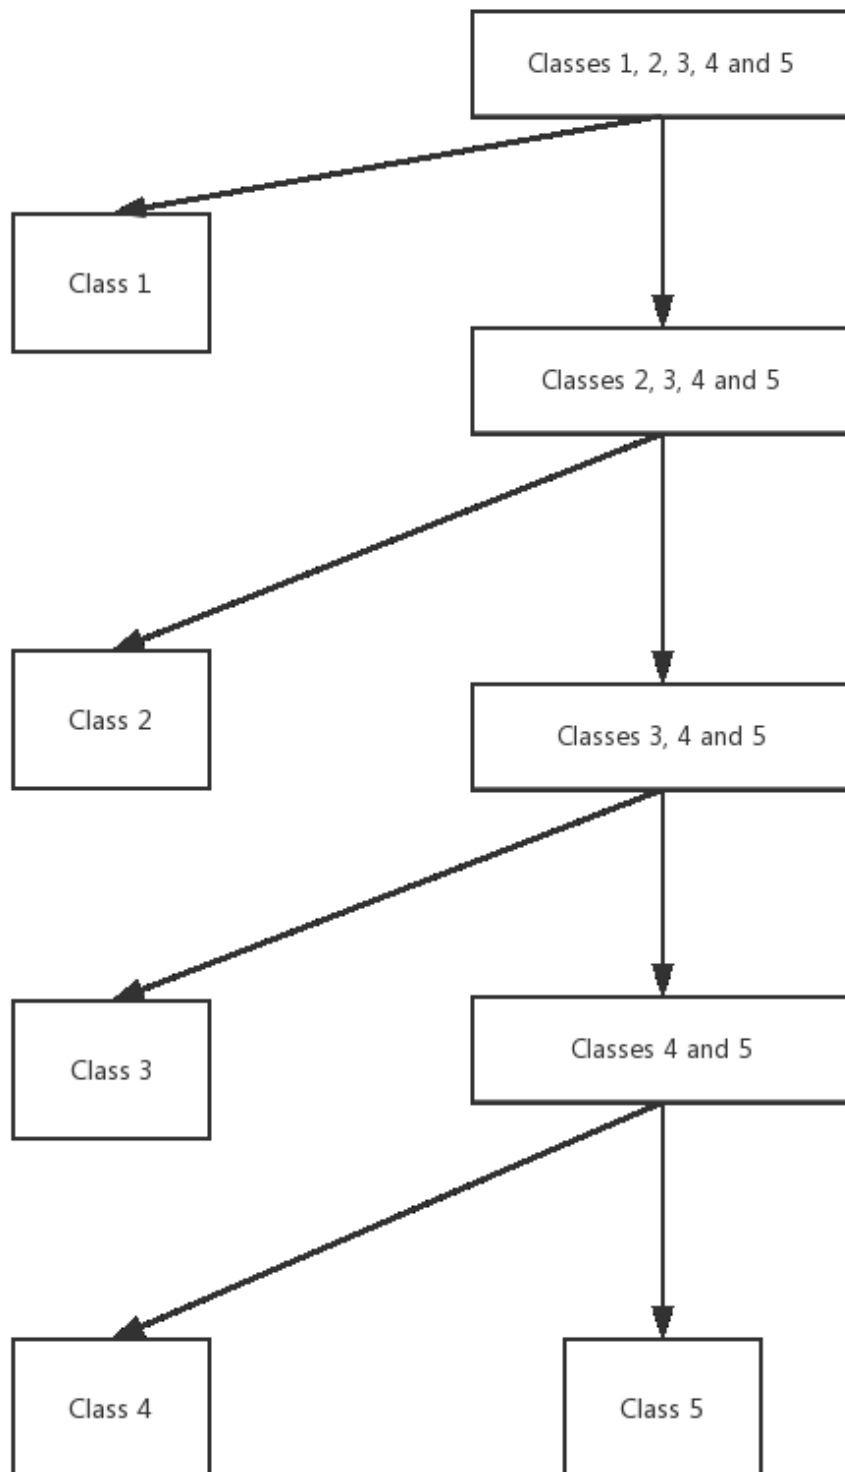 Classes 1, 2, 3, 4 and 5
Class 1
Classes 2, 3, 4 and 5
Class 2
Classes 3, 4 and 5
Class 3
Classes 4 and 5
Class 4
Class 5